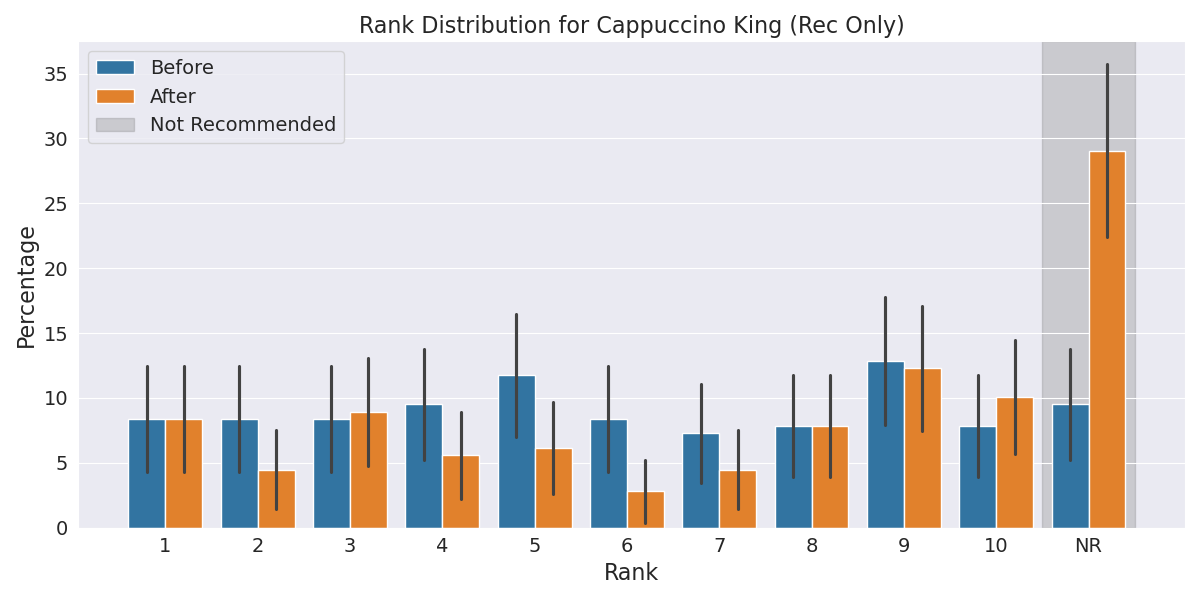 Rank Distribution for Cappuccino King (Rec Only)
Before
After
Not Recommended
Percentage
35
30
25
20
15
10
5
0
1 2 3 4 5 6 7 8 9 10 NR
Rank